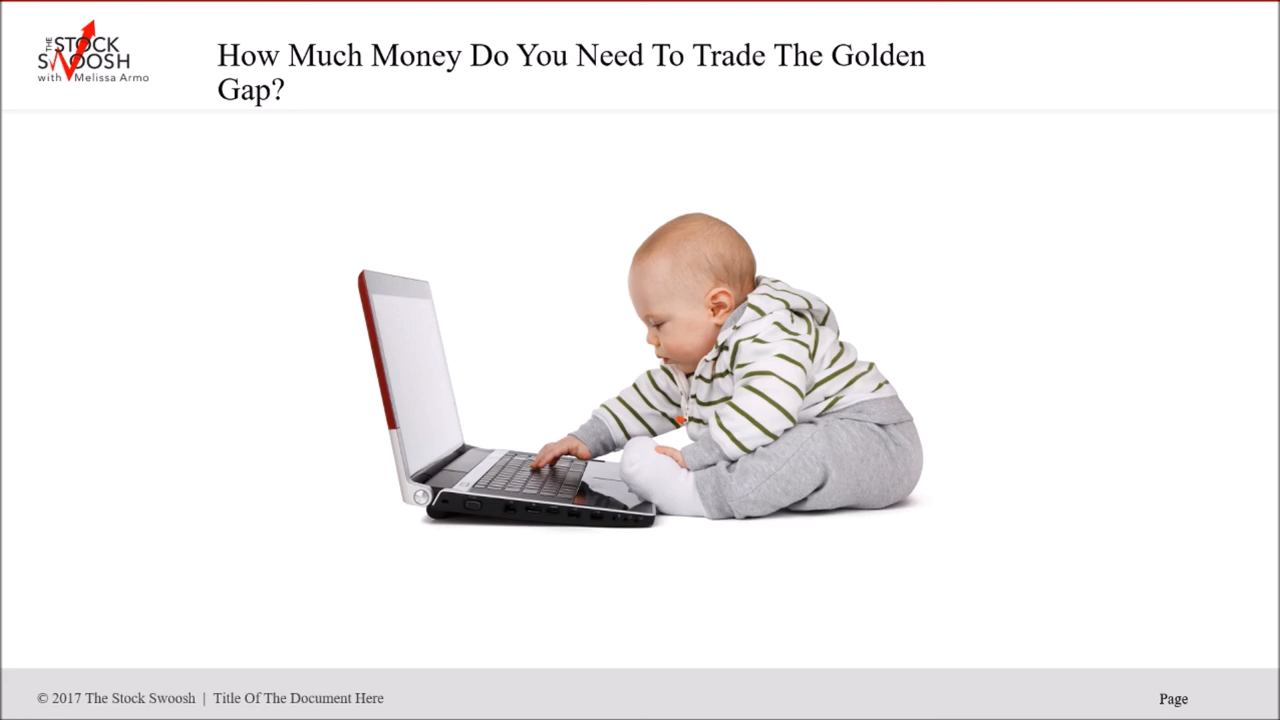 THE
STOCK
SWOOSH
with Melissa Armo
How Much Money Do You Need To Trade The Golden
Gap?
© 2017 The Stock Swoosh | Title Of The Document Here
Page